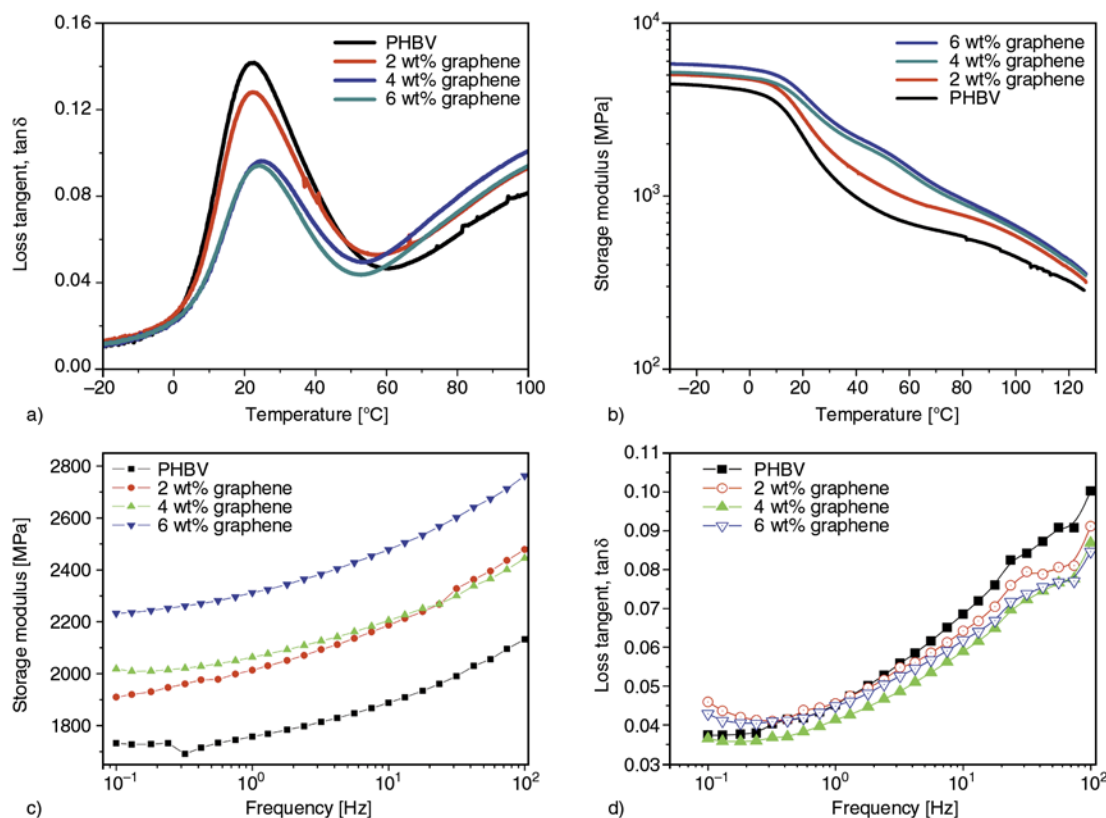 0.16
0.12
0.08
0.04
0.00
Loss tangent, tanδ
PHBV
2 wt% graphene
4 wt% graphene
6 wt% graphene
−20 0 20 40 60 80 100
Temperature [°C]
a)
10⁴
10³
10²
Storage modulus [MPa]
6 wt% graphene
4 wt% graphene
2 wt% graphene
PHBV
−20 0 20 40 60 80 100 120
Temperature [°C]
b)
2800
2600
2400
2200
2000
1800
Storage modulus [MPa]
PHBV
2 wt% graphene
4 wt% graphene
6 wt% graphene
10⁻¹ 10⁰ 10¹ 10²
Frequency [Hz]
c)
0.11
0.10
0.09
0.08
0.07
0.06
0.05
0.04
0.03
Loss tangent, tanδ
PHBV
2 wt% graphene
4 wt% graphene
6 wt% graphene
10⁻¹ 10⁰ 10¹ 10²
Frequency [Hz]
d)